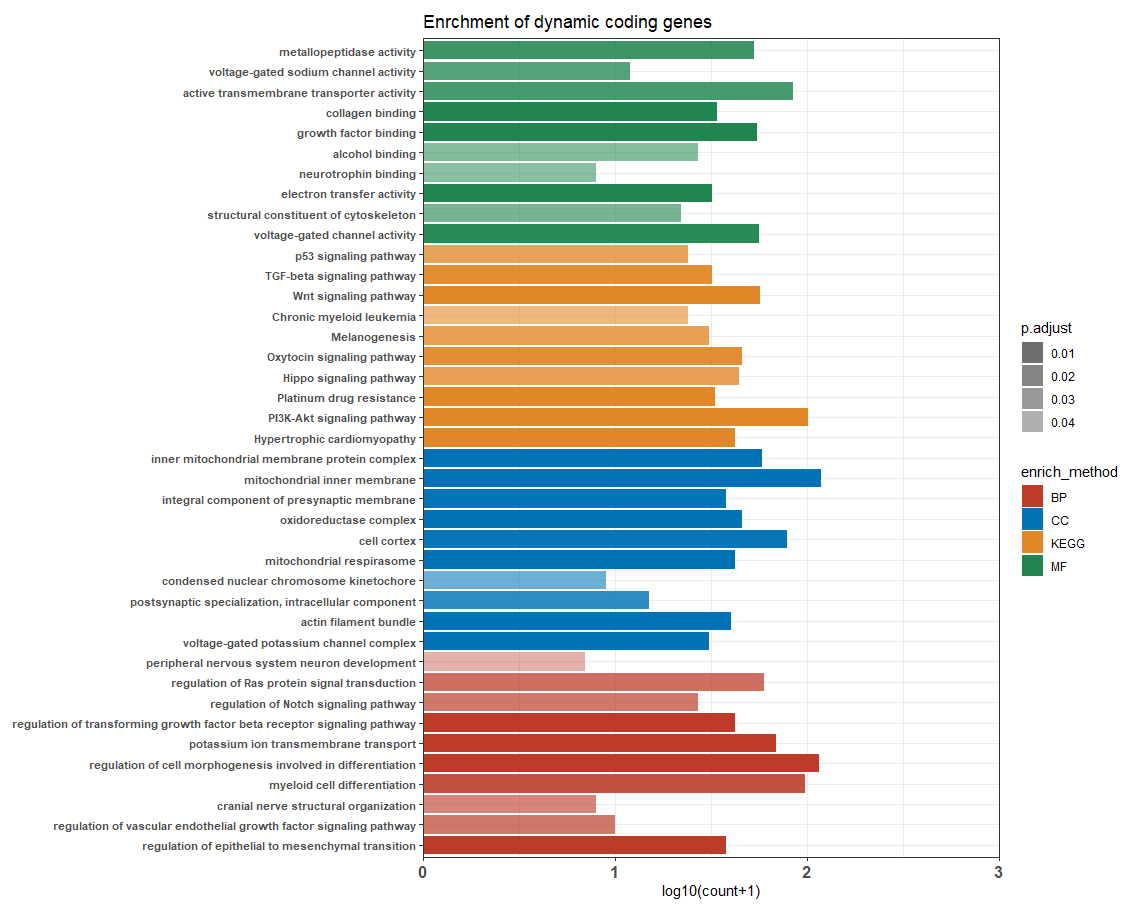 Enrchment of dynamic coding genes
metallopeptidase activity
voltage-gated sodium channel activity
active transmembrane transporter activity
collagen binding
growth factor binding
alcohol binding
neurotrophin binding
electron transfer activity
structural constituent of cytoskeleton
voltage-gated channel activity
p53 signaling pathway
TGF-beta signaling pathway
Wnt signaling pathway
Chronic myeloid leukemia
Melanogenesis
Oxytocin signaling pathway
Hippo signaling pathway
Platinum drug resistance
PI3K-Akt signaling pathway
Hypertrophic cardiomyopathy
inner mitochondrial membrane protein complex
mitochondrial inner membrane
integral component of presynaptic membrane
oxidoreductase complex
cell cortex
mitochondrial respirasome
condensed nuclear chromosome kinetochore
postsynaptic specialization, intracellular component
actin filament bundle
voltage-gated potassium channel complex
peripheral nervous system neuron development
regulation of Ras protein signal transduction
regulation of Notch signaling pathway
regulation of transforming growth factor beta receptor signaling pathway
potassium ion transmembrane transport
regulation of cell morphogenesis involved in differentiation
myeloid cell differentiation
cranial nerve structural organization
regulation of vascular endothelial growth factor signaling pathway
regulation of epithelial to mesenchymal transition
0 1 2 3
log10(count+1)
p.adjust
0.01
0.02
0.03
0.04
enrich_method
BP
CC
KEGG
MF